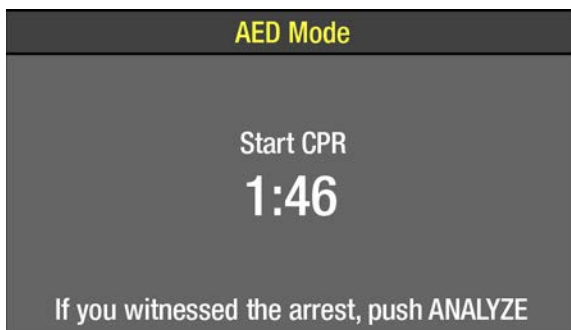 AED Mode
Start CPR
1:46
If you witnessed the arrest, push ANALYZE